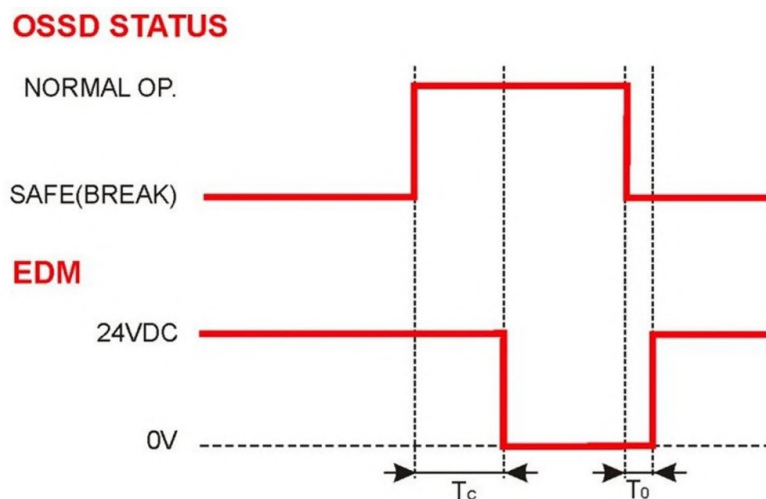 OSSD STATUS
NORMAL OP.
SAFE(BREAK)
EDM
24VDC
0V
Tc T0